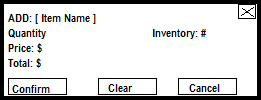 ADD: [ Item Name ]
Quantity Inventory: #
Price: $
Total: $
Confirm Clear Cancel